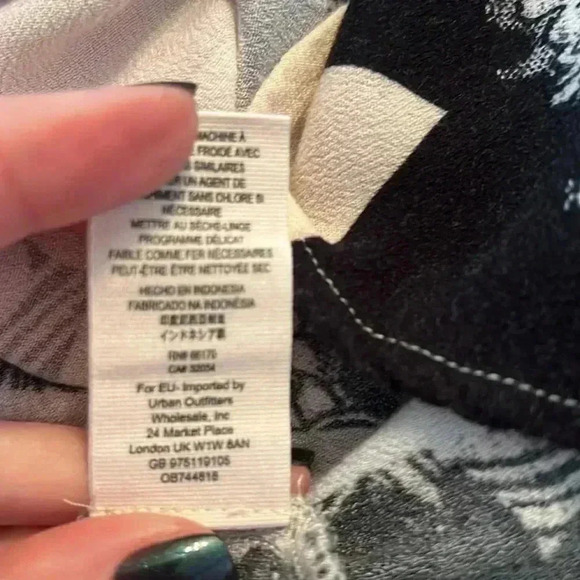 MACHINE À
FROIDE AVEC
SIMILAIRES
UN AGENT DE
SANS CHLORE SI
NÉCESSAIRE
METTRE AU SÈCHE-LINGE
PROGRAMME DÉLICAT
FAIBLE COMME FER NÉCESSAIRES
PEUT-ÊTRE ÊTRE NETTOYÉE SEC
HECHO EN INDONESIA
FABRICADO NA INDONÉSIA
インドネシア製
RN# 66170
CA# 32054
For EU- Imported by
Urban Outfitters
Wholesale, Inc
24 Market Place
London UK W1W 8AN
GB 975119105
OB744818